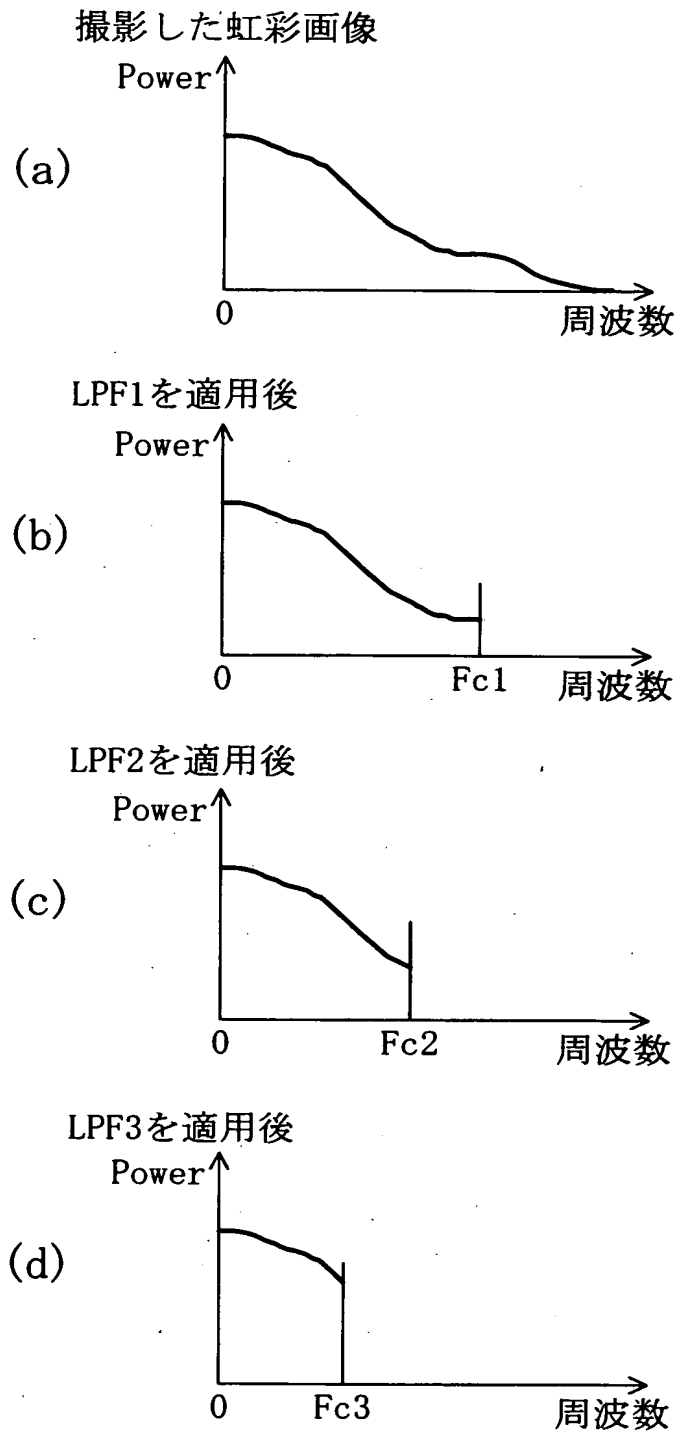 撮影した虹彩画像
Power
(a)
0
周波数
LPF1を適用後
Power
(b)
0
Fc1
周波数
LPF2を適用後
Power
(c)
0
Fc2
周波数
LPF3を適用後
Power
(d)
0
Fc3
周波数